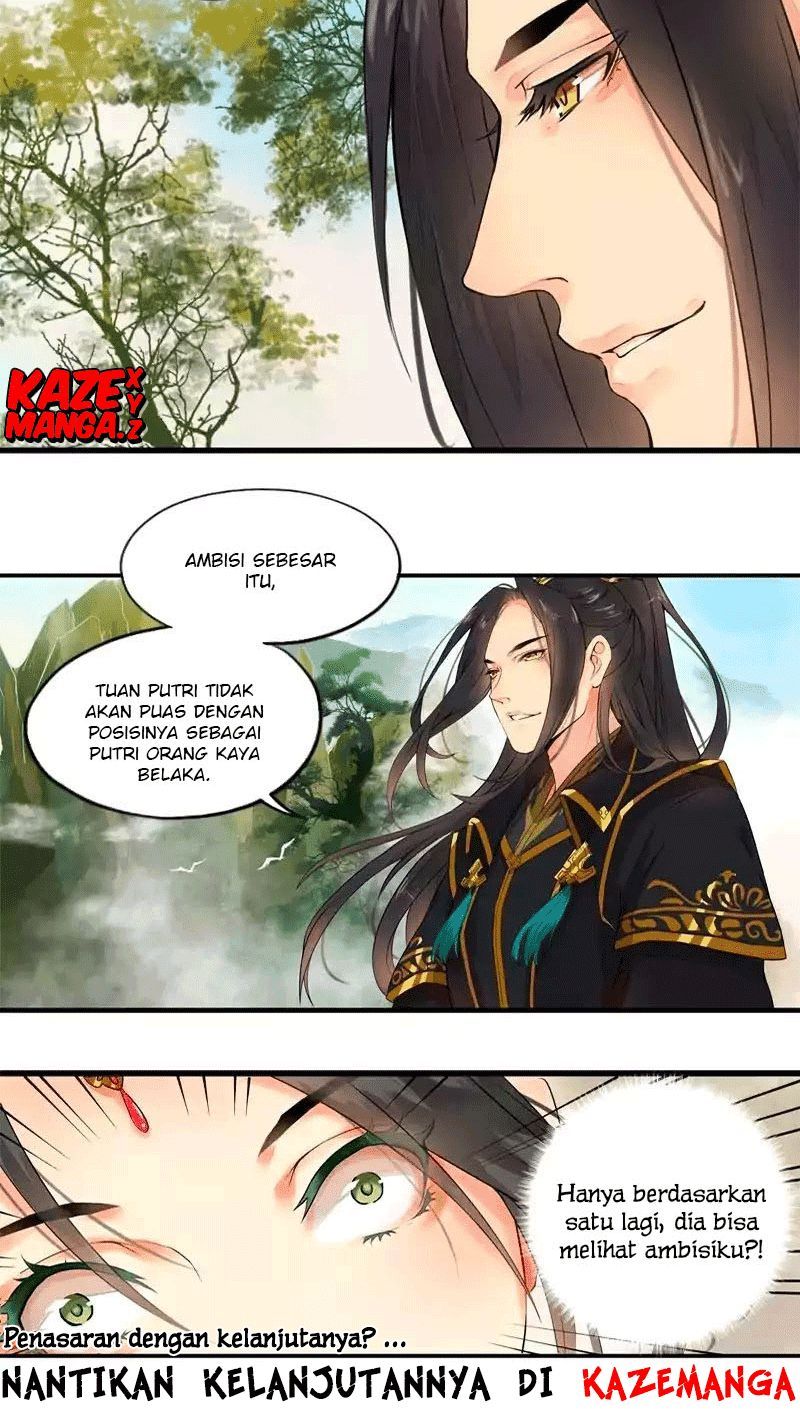 KAZE XYZ
MANGA.
AMBISI SEBESAR
ITU,
TUAN PUTRI TIDAK
AKAN PUAS DENGAN
POSISINYA SEBAGAI
PUTRI ORANG KAYA
BELAKA.
Hanya berdasarkan
satu lagi, dia bisa
melihat ambisiku?!
Penasaran dengan kelanjutanya? ...
NANTIKAN KELANJUTANNYA DI KAZEMANGA